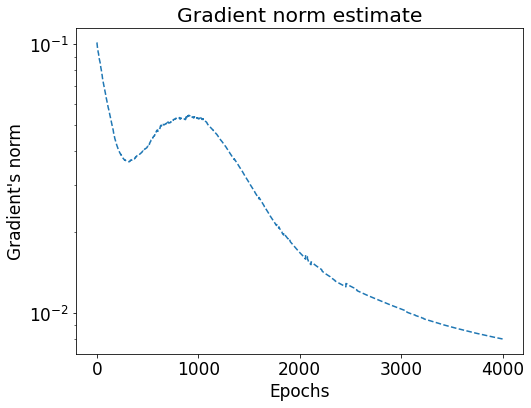 Gradient norm estimate
10⁻¹
10⁻²
Gradient's norm
0 1000 2000 3000 4000
Epochs